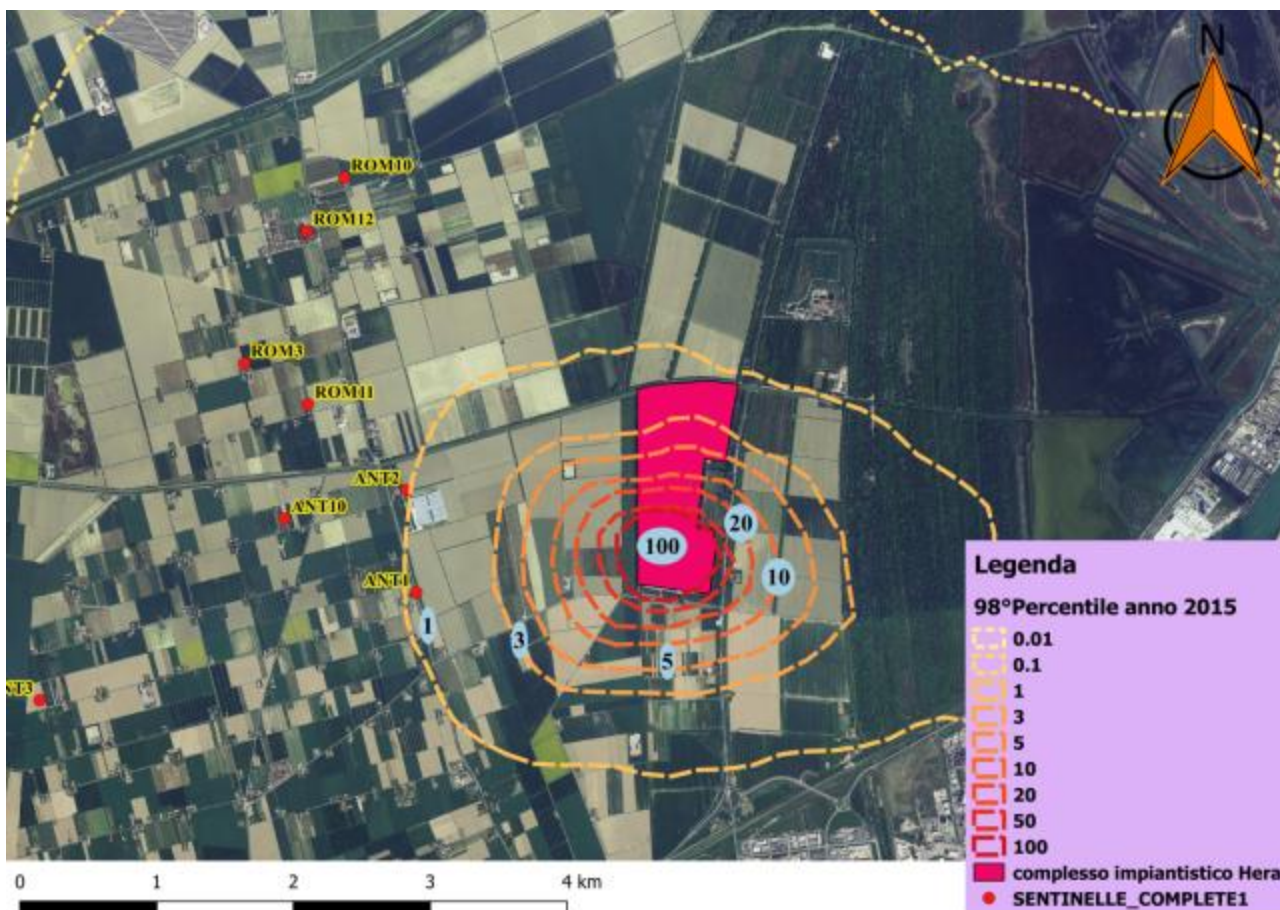 N
ROM10
ROM12
ROM3
ROM11
ANT2
ANT10
ANT1
NT3
20
100
10
1
3
5
Legenda
98°Percentile anno 2015
0.01
0.1
1
3
5
10
20
50
100
complesso impiantistico Hera
SENTINELLE_COMPLETE1
0 1 2 3 4 km